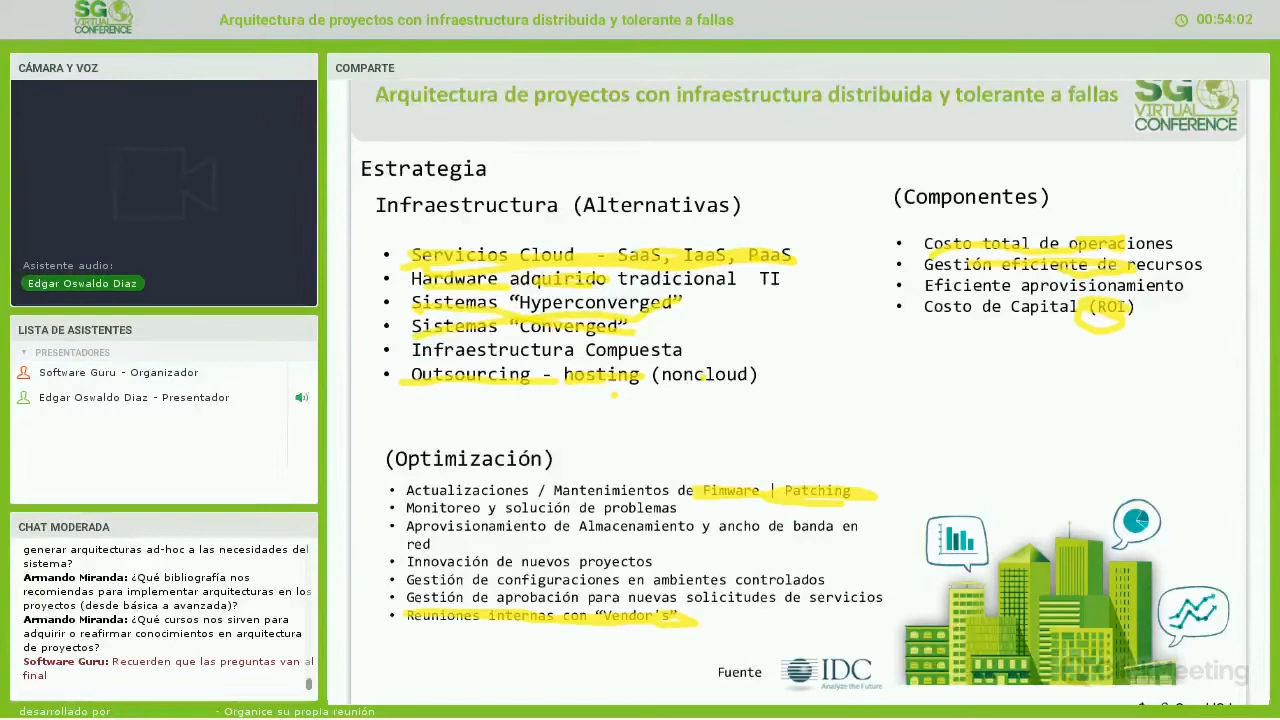 SG
VIRTUAL
CONFERENCE
Arquitectura de proyectos con infraestructura distribuida y tolerante a fallas
00:54:02
CÁMARA Y VOZ
Asistente audio:
Edgar Oswaldo Diaz
LISTA DE ASISTENTES
PRESENTADORES
Software Guru - Organizador
Edgar Oswaldo Diaz - Presentador
CHAT MODERADA
generar arquitecturas ad-hoc a las necesidades del
sistema?
Armando Miranda: ¿Qué bibliografía nos
recomiendas para implementar arquitecturas en los
proyectos (desde básica a avanzada)?
Armando Miranda: ¿Qué cursos nos sirven para
adquirir o reafirmar conocimientos en arquitectura
de proyectos?
Software Guru: Recuerden que las preguntas van al
final
desarrollado por
- Organice su propia reunión
COMPARTE
Arquitectura de proyectos con infraestructura distribuida y tolerante a fallas
SG
VIRTUAL
CONFERENCE
Estrategia
Infraestructura (Alternativas)
• Servicios Cloud - SaaS, IaaS, PaaS
• Hardware adquirido tradicional TI
• Sistemas “Hyperconverged”
• Sistemas “Converged”
• Infraestructura Compuesta
• Outsourcing - hosting (noncloud)
(Componentes)
• Costo total de operaciones
• Gestión eficiente de recursos
• Eficiente aprovisionamiento
• Costo de Capital (ROI)
(Optimización)
• Actualizaciones / Mantenimientos de Fimware | Patching
• Monitoreo y solución de problemas
• Aprovisionamiento de Almacenamiento y ancho de banda en
red
• Innovación de nuevos proyectos
• Gestión de configuraciones en ambientes controlados
• Gestión de aprobación para nuevas solicitudes de servicios
• Reuniones internas con “Vendor's”
Fuente
IDC
Analyze the Future